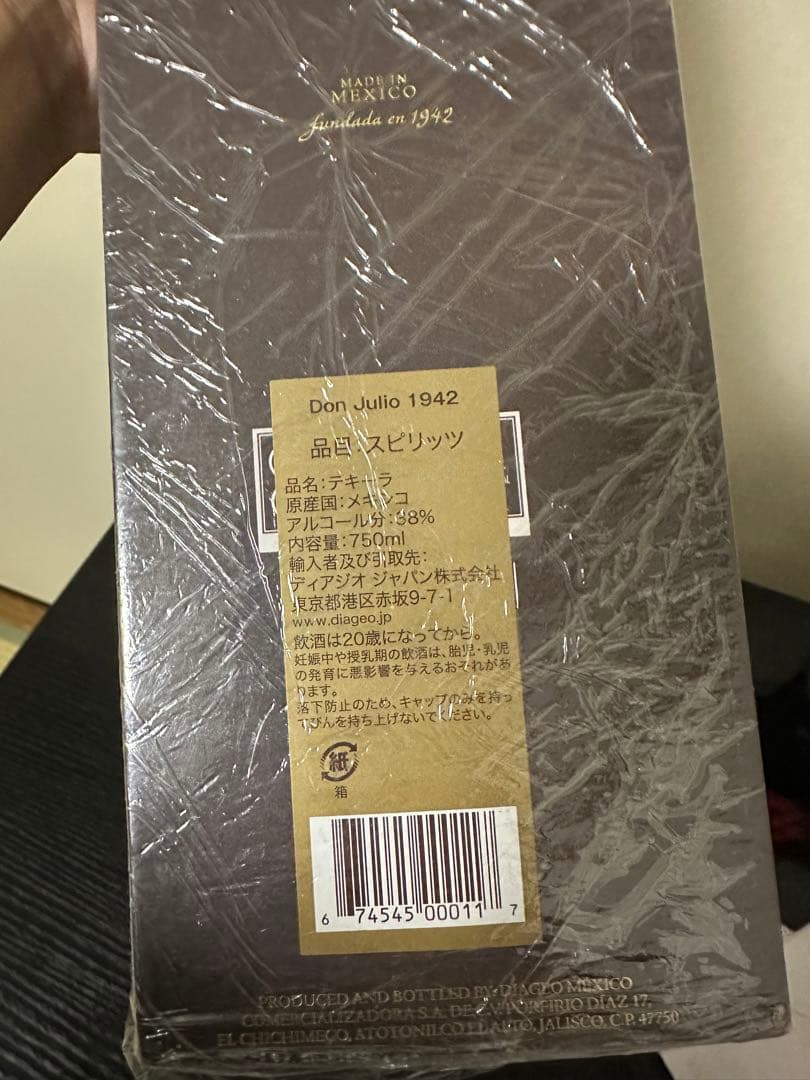 MADE IN
MEXICO
fundada en 1942
Don Julio 1942
品目:スピリッツ
品名:テキーラ
原産国:メキシコ
アルコール分:38%
内容量:750ml
輸入者及び引取先:
ディアジオ ジャパン株式会社
東京都港区赤坂9-7-1
www.diageo.jp
飲酒は20歳になってから。
妊娠中や授乳期の飲酒は、胎児・乳児
の発育に悪影響を与えるおそれがあ
ります。
落下防止のため、キャップのみを持っ
てびんを持ち上げないでください。
紙
箱
6 74545 00011 7
PRODUCED AND BOTTLED BY: DIAGEO MÉXICO
COMERCIALIZADORA S.A. DE C.V. PORFIRIO DÍAZ 17.
EL CHICHIMECO, ATOTONILCO EL ALTO, JALISCO, C.P. 47750